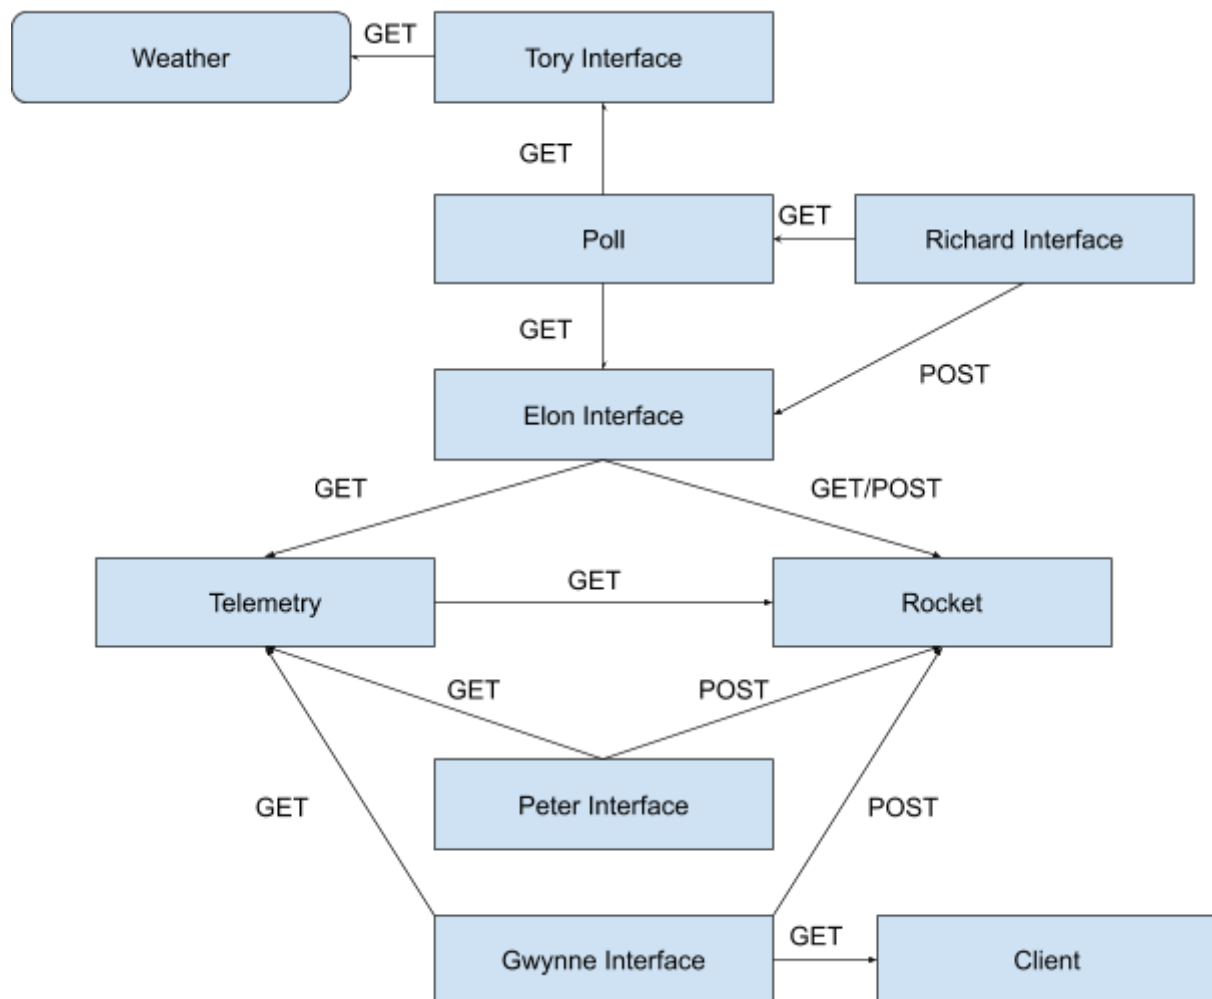 Weather
GET
Tory Interface
GET
Poll
GET
Richard Interface
GET
POST
Elon Interface
GET
GET/POST
Telemetry
GET
Rocket
GET
POST
Peter Interface
GET
POST
Gwynne Interface
GET
Client